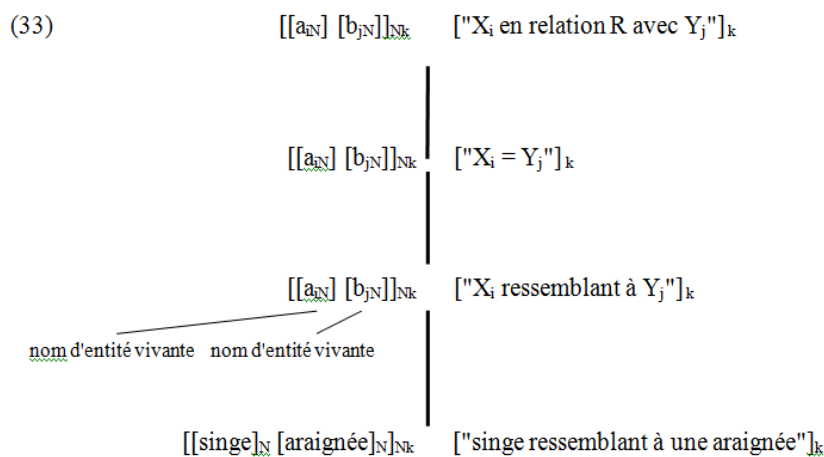 (33) [[aiN] [bjN]]Nk ["Xi en relation R avec Yj"]k
[[aiN] [bjN]]Nk ["Xi = Yj"]k
[[aiN] [bjN]]Nk ["Xi ressemblant à Yj"]k
nom d'entité vivante nom d'entité vivante
[[singe]N [araignée]N]Nk ["singe ressemblant à une araignée"]k